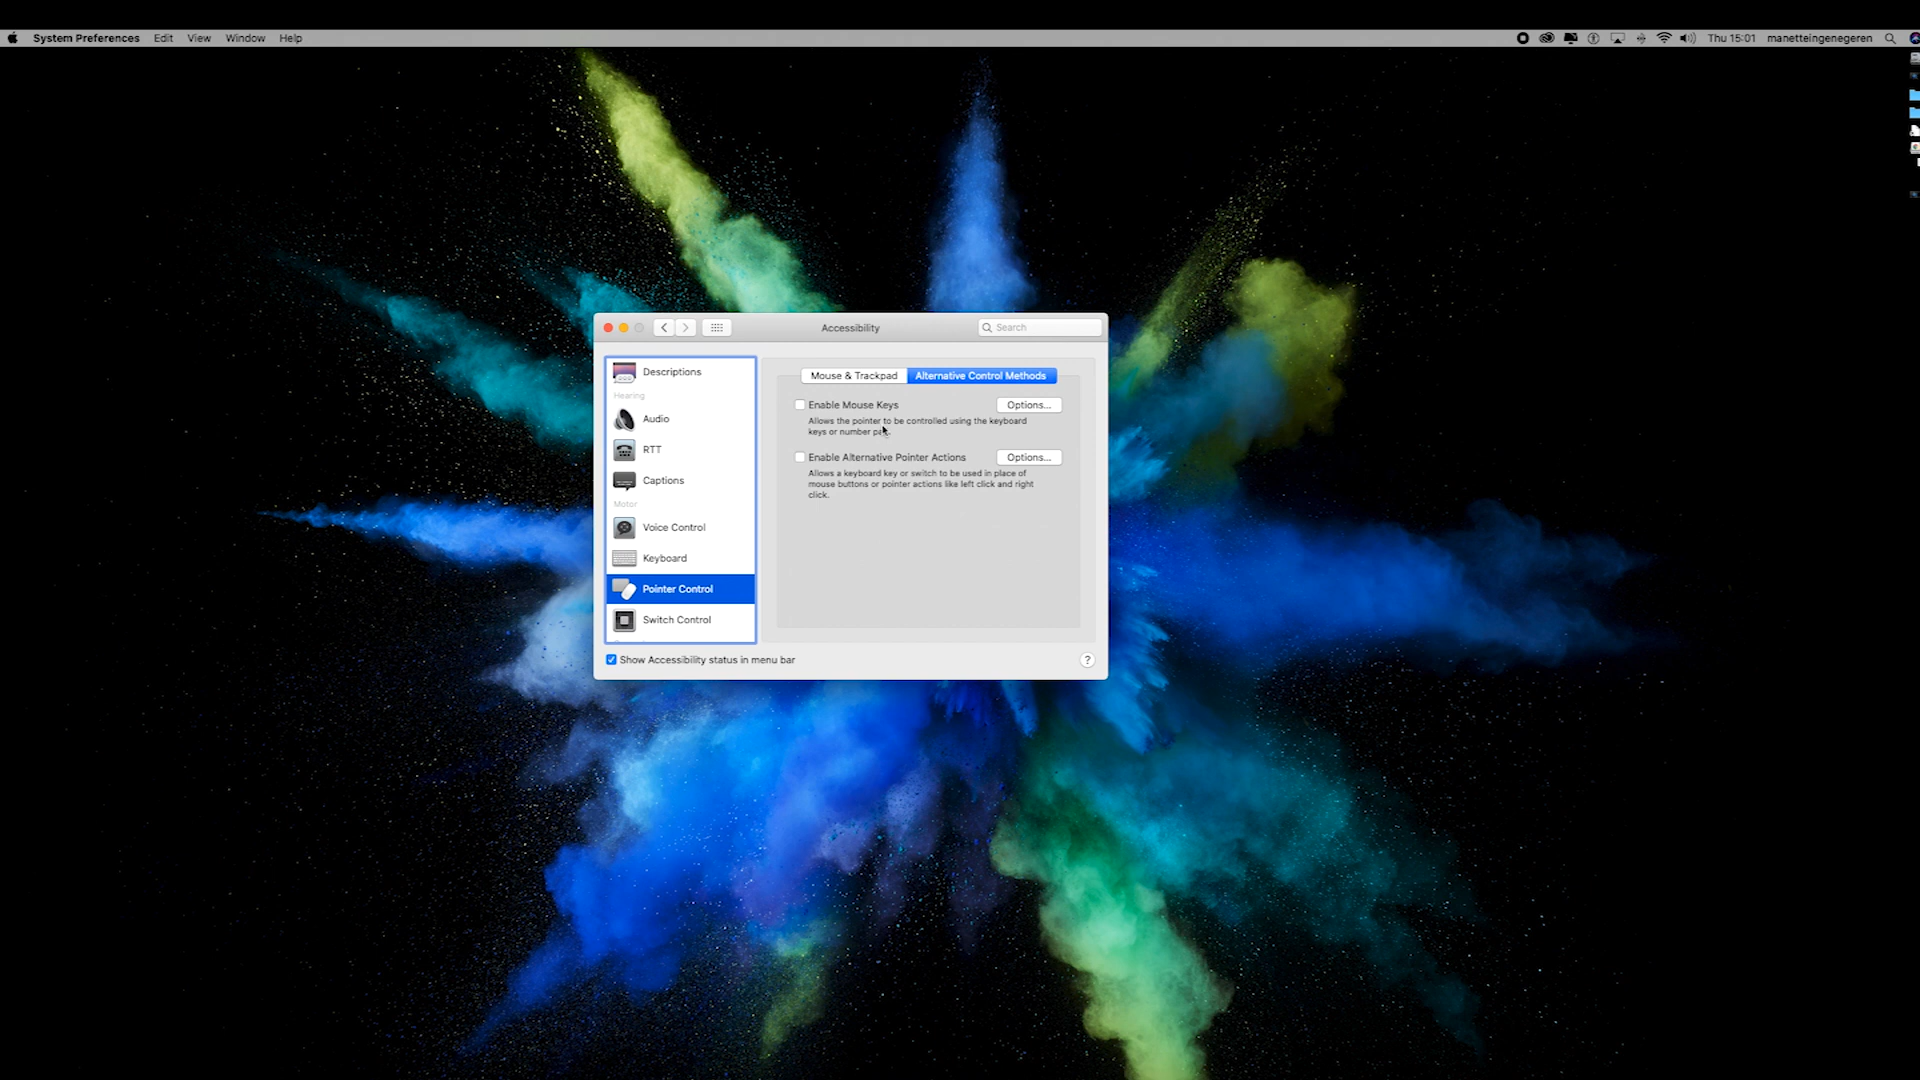 System Preferences Edit View Window Help
Thu 15:01 manetteingenegeren
Accessibility
Search
Descriptions
Hearing
Audio
RTT
Captions
Motor
Voice Control
Keyboard
Pointer Control
Switch Control
Mouse & Trackpad Alternative Control Methods
Enable Mouse Keys Options...
Allows the pointer to be controlled using the keyboard
keys or number
Enable Alternative Pointer Actions Options...
Allows a keyboard key or switch to be used in place of
mouse buttons or pointer actions like left click and right
click.
Show Accessibility status in menu bar
?